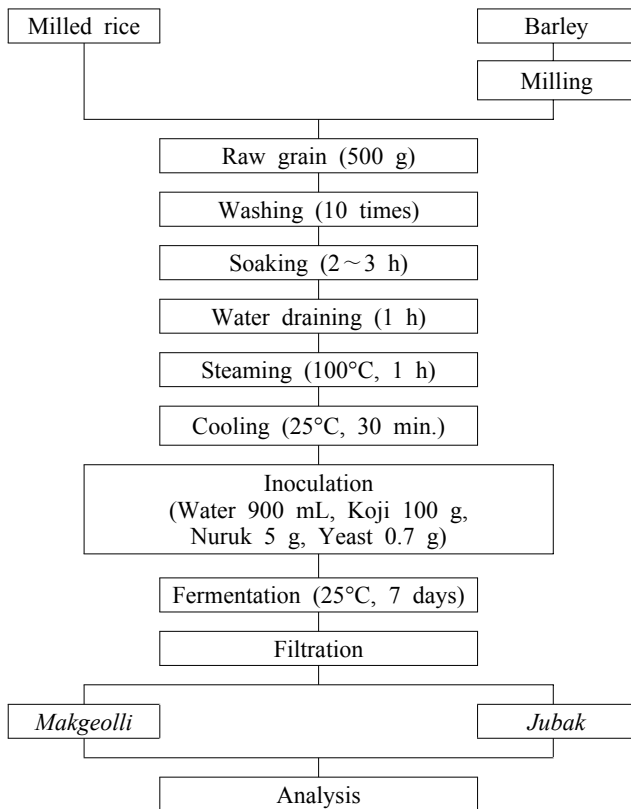 Milled rice
Barley
Milling
Raw grain (500 g)
Washing (10 times)
Soaking (2～3 h)
Water draining (1 h)
Steaming (100°C, 1 h)
Cooling (25°C, 30 min.)
Inoculation
(Water 900 mL, Koji 100 g,
Nuruk 5 g, Yeast 0.7 g)
Fermentation (25°C, 7 days)
Filtration
Makgeolli
Jubak
Analysis